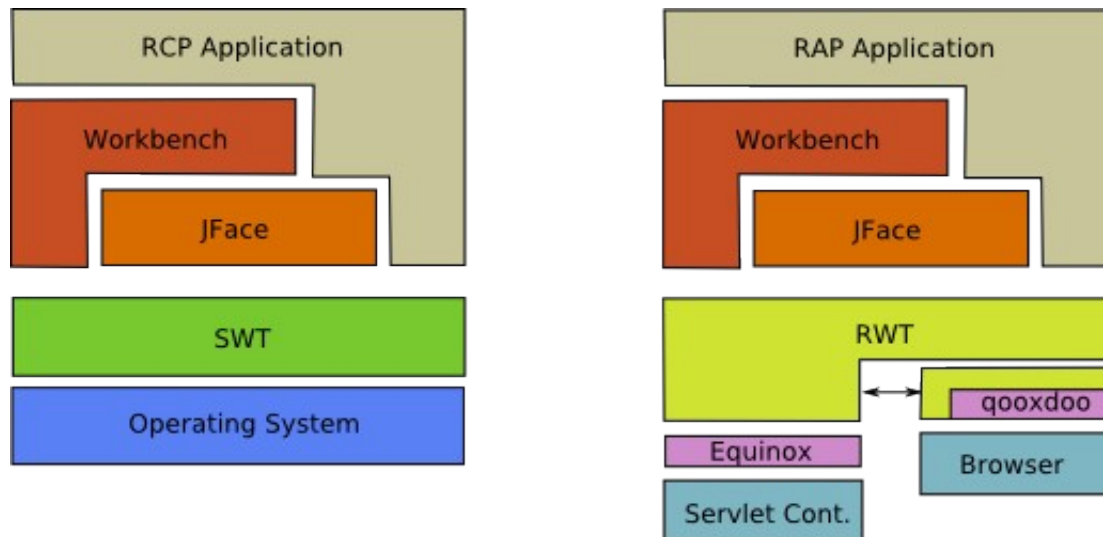 RCP Application
Workbench
JFace
SWT
Operating System
RAP Application
Workbench
JFace
RWT
qooxdoo
Equinox
Browser
Servlet Cont.